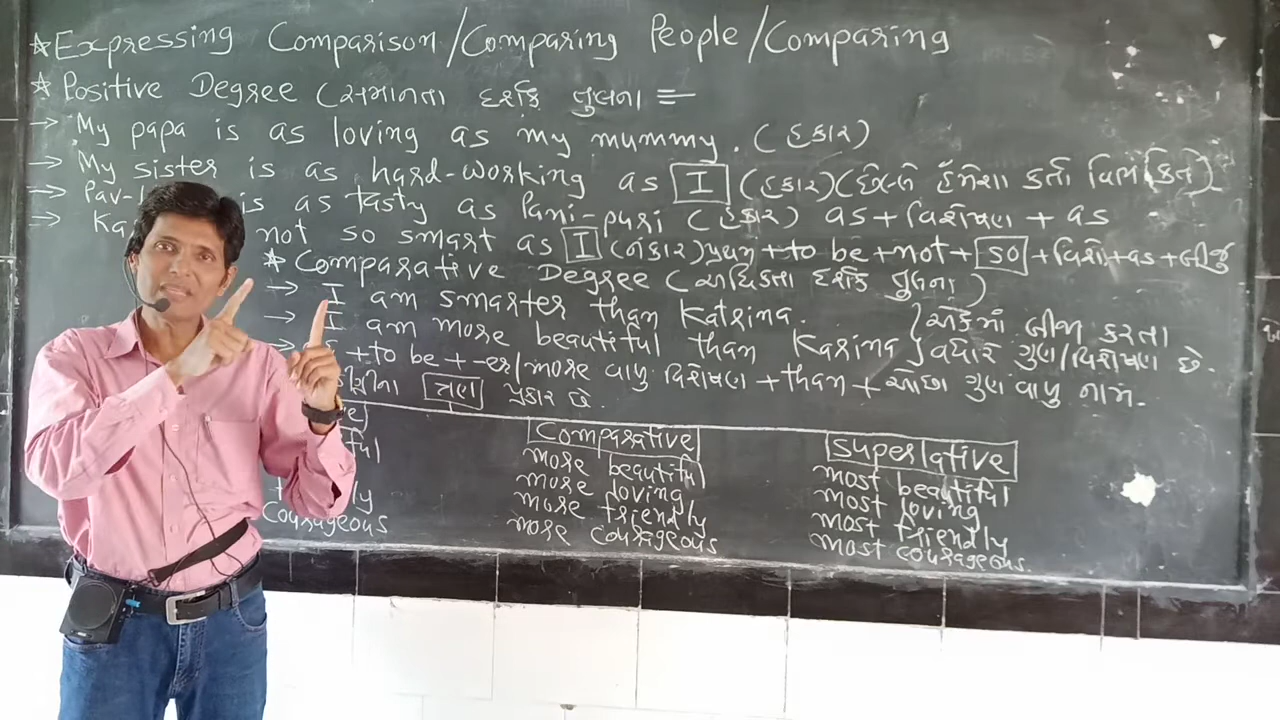 ★ Expressing Comparison/Comparing People/Comparing
★ Positive Degree (સમાનતા દર્શક તુલના
→ My papa is as loving as my mummy. (હકાર)
→ My sister is as hard-working as I (હકાર) (છેલ્લે હંમેશા કર્તા વિભક્તિ)
→ Pav- is as tasty as Pani-puri (હકાર) as + વિશેષણ + as
→ Ka not so smart as I (નકાર) પ્રથમ + to be + not + so + વિશે + as + બીજું
★ Comparative Degree (અધિકતા દર્શક તુલના)
→ I am smarter than Katrina.
→ I am more beautiful than Karina
} એકમાં બીજા કરતા વધારે ગુણ/વિશેષણ છે.
+ to be + -er/more વાળુ વિશેષણ + than + ઓછા ગુણ વાળુ નામ.
ત્રણ પ્રકાર છે.
Comparative Superlative
more beautiful most beautiful
more loving most loving
more friendly most friendly
courageous more courageous most courageous.